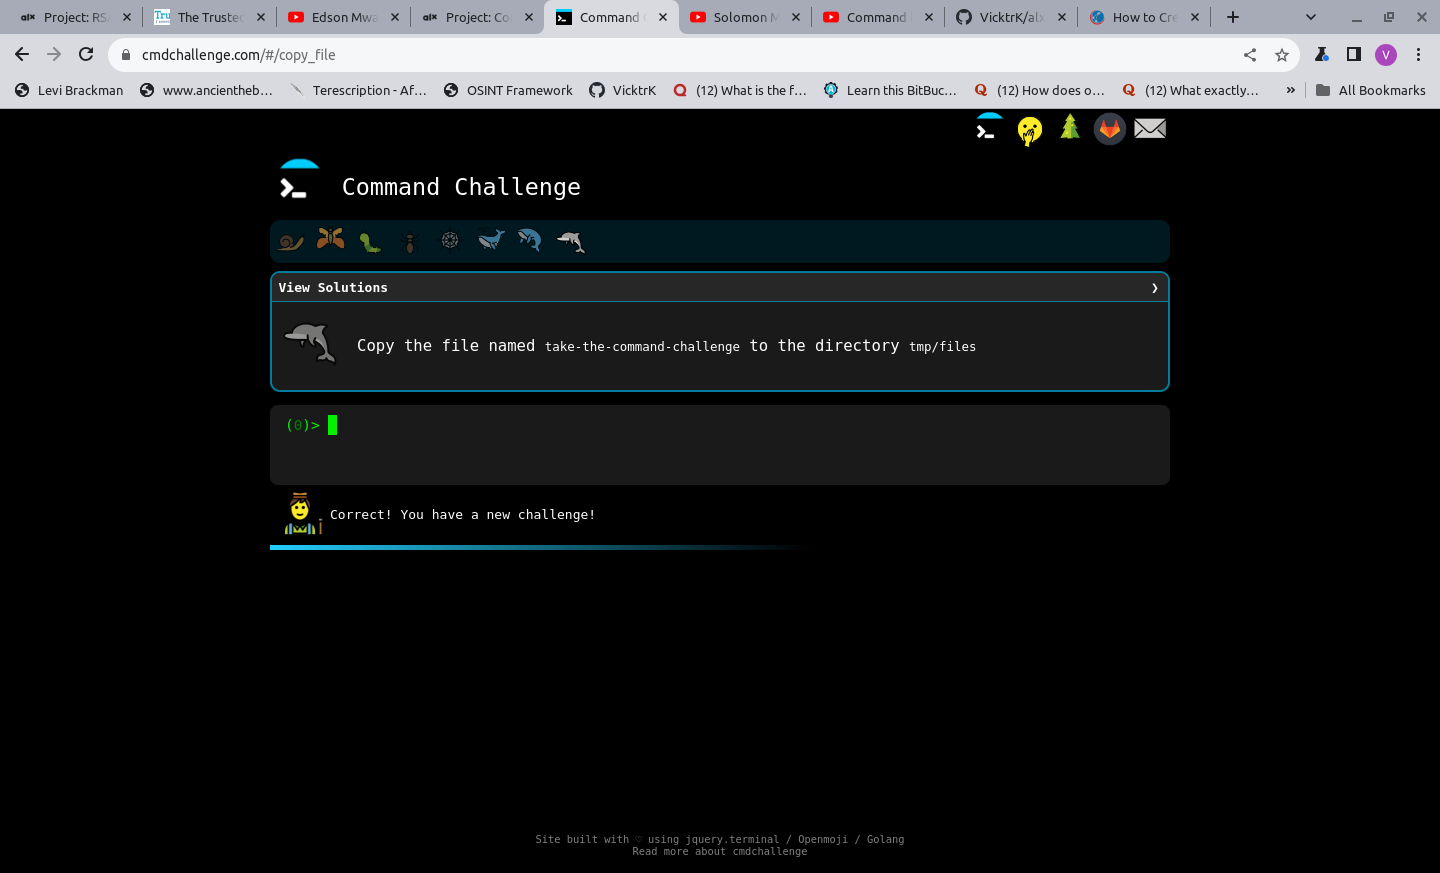 Project: RS
The Truste
Edson Mwa
Project: Co
Command
Solomon M
Command
VicktrK/alx
How to Cre
cmdchallenge.com/#/copy_file
V
Levi Brackman
www.ancientheb…
Terescription - Af…
OSINT Framework
VicktrK
(12) What is the f…
Learn this BitBuc…
(12) How does o…
(12) What exactly…
»
All Bookmarks
Command Challenge
View Solutions ❯
Copy the file named take-the-command-challenge to the directory tmp/files
(0)>
Correct! You have a new challenge!
Site built with ♡ using jquery.terminal / Openmoji / Golang
Read more about cmdchallenge